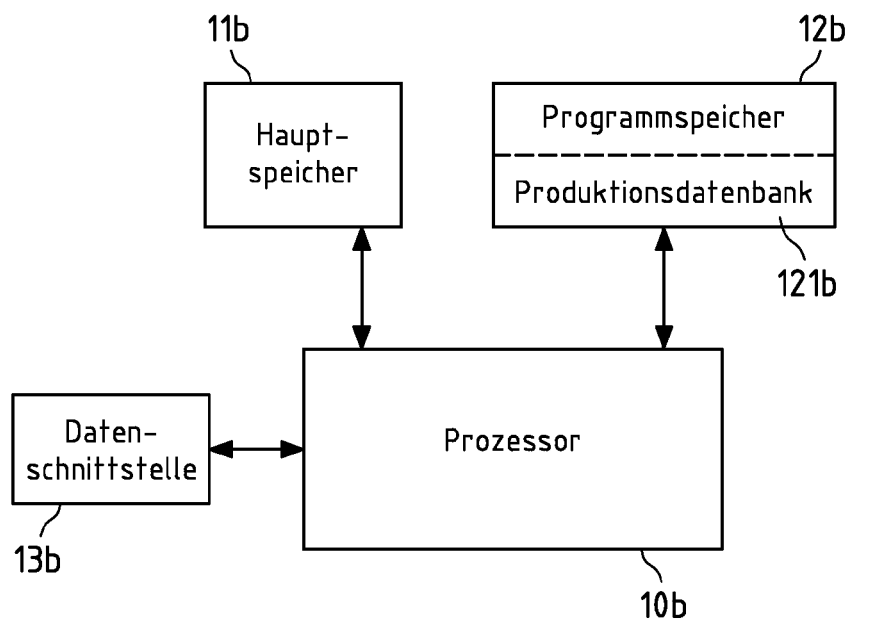 11b
12b
Haupt-
speicher
Programmspeicher
Produktionsdatenbank
121b
Daten-
schnittstelle
Prozessor
13b
10b